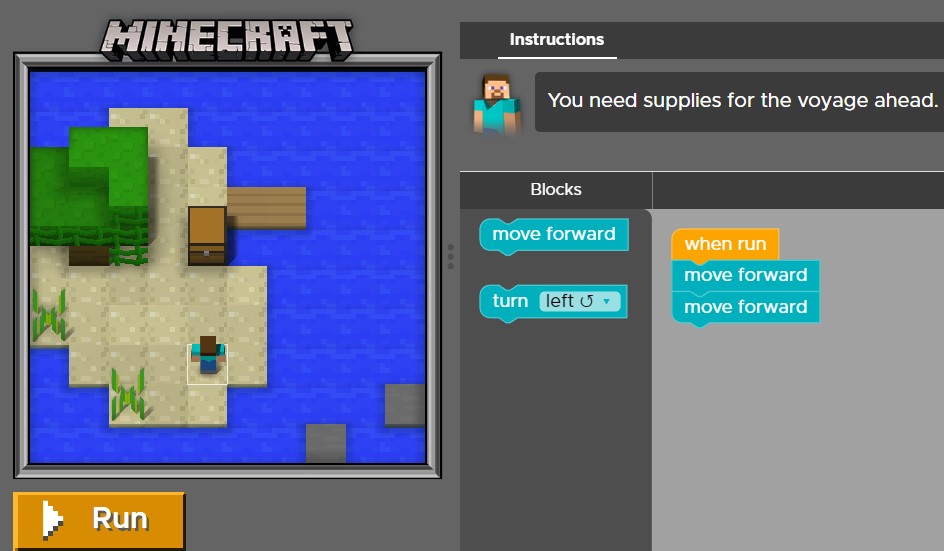 MINECRAFT
Instructions
You need supplies for the voyage ahead.
Blocks
move forward
turn left ↺ ▾
when run
move forward
move forward
Run